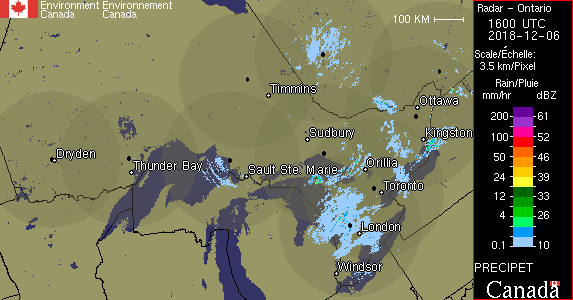 Environment Environnement
Canada Canada
100 KM
Timmins
Ottawa
Sudbury
Kingston
Dryden
Thunder Bay
Sault Ste. Marie
Orillia
Toronto
London
Windsor
Radar - Ontario
1600 UTC
2018-12-06
Scale/Échelle:
3.5 km/Pixel
Rain/Pluie
mm/hr dBZ
200 61
100 52
50 46
24 39
12 33
4 26
0.1 10
PRECIPET
Canada